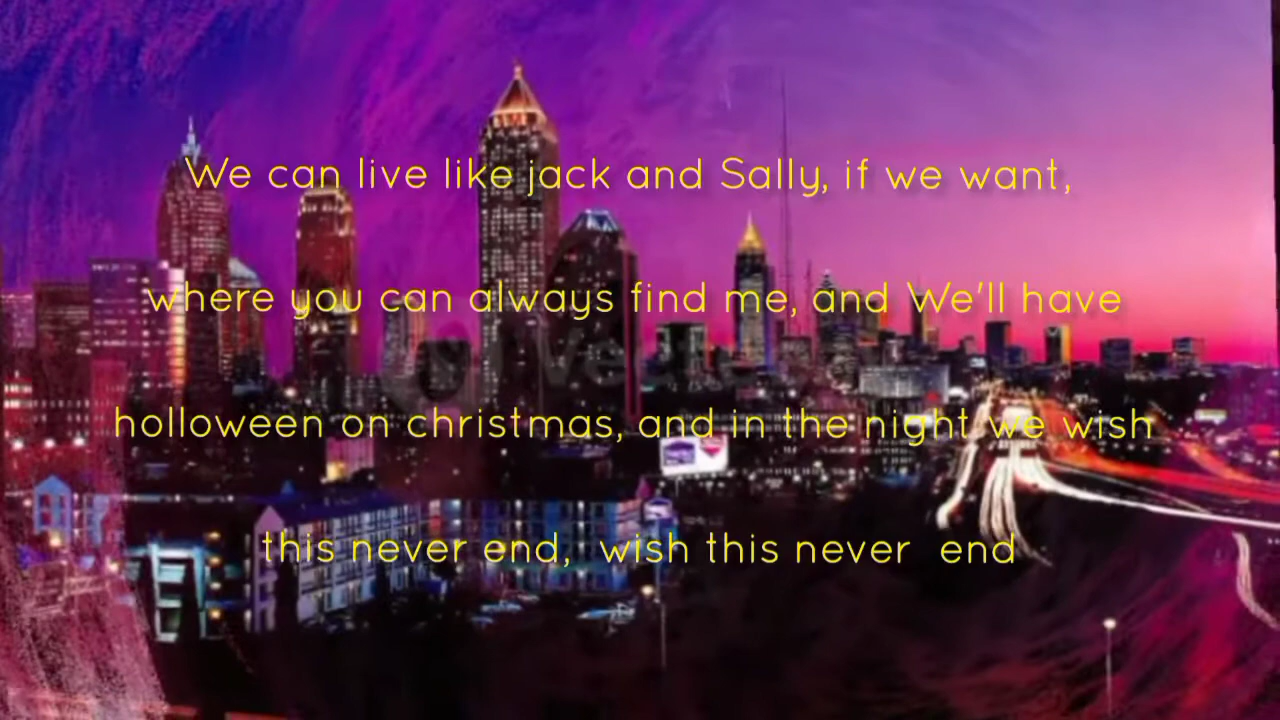 We can live like jack and Sally, if we want,
where you can always find me, and We'll have
holloween on christmas, and in the night we wish
this never end,  wish this never  end